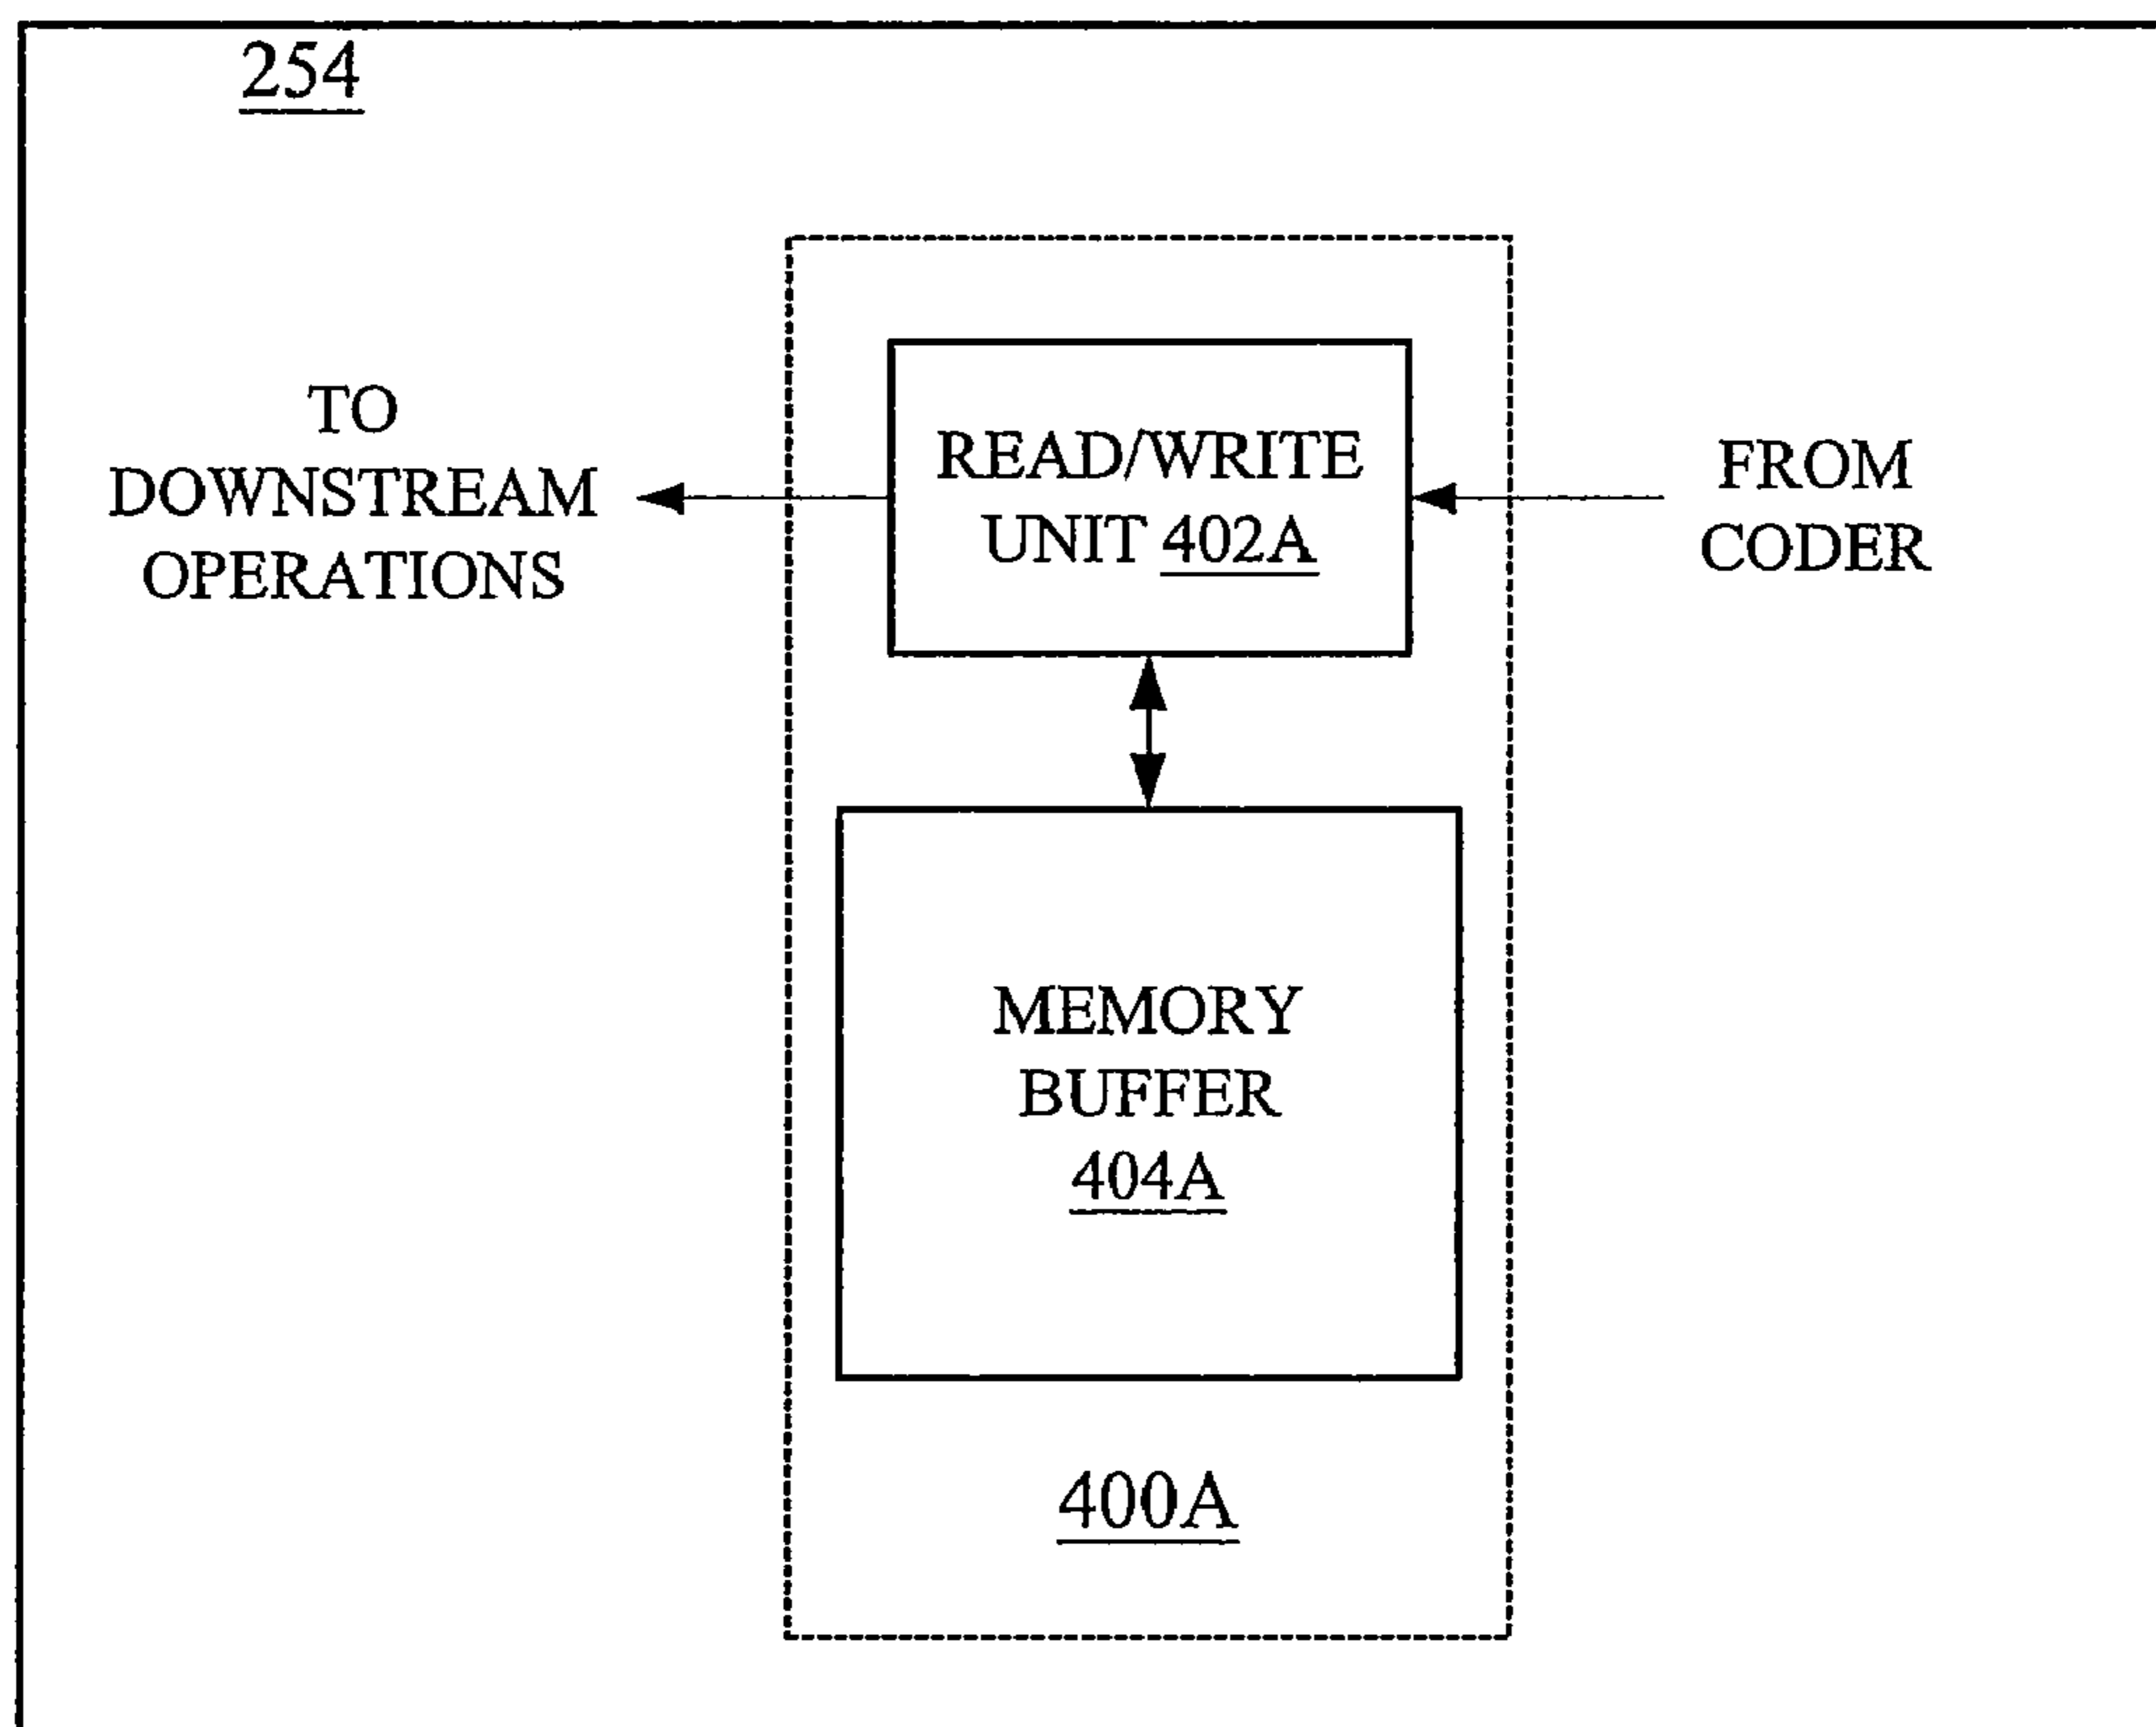 254
TO
DOWNSTREAM
OPERATIONS
READ/WRITE
UNIT 402A
FROM
CODER
MEMORY
BUFFER
404A
400A